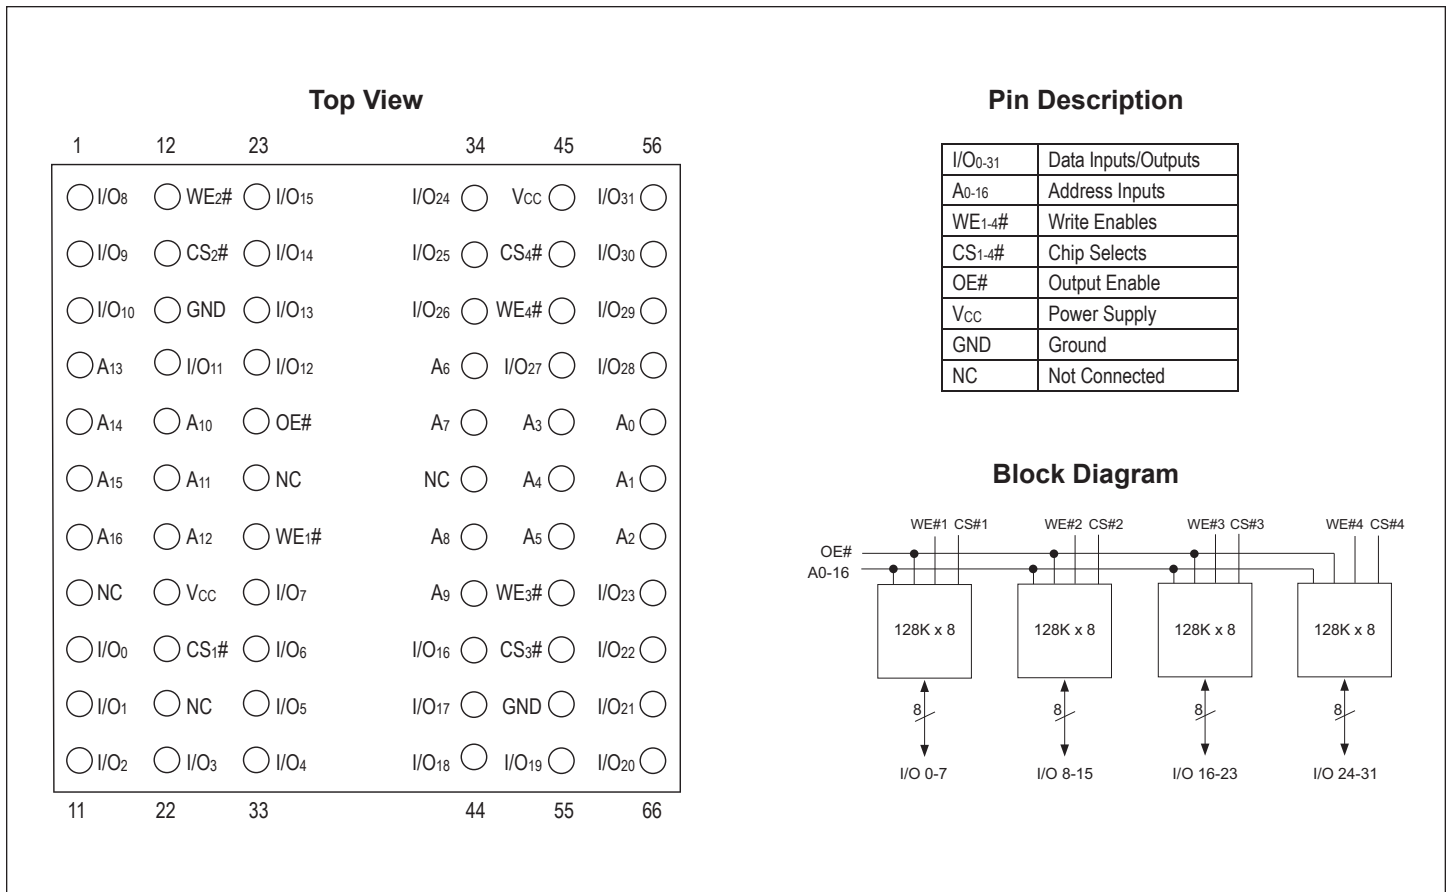 Top View
1 12 23 34 45 56
I/O8 WE2# I/O15 I/O24 VCC I/O31
I/O9 CS2# I/O14 I/O25 CS4# I/O30
I/O10 GND I/O13 I/O26 WE4# I/O29
A13 I/O11 I/O12 A6 I/O27 I/O28
A14 A10 OE# A7 A3 A0
A15 A11 NC NC A4 A1
A16 A12 WE1# A8 A5 A2
NC VCC I/O7 A9 WE3# I/O23
I/O0 CS1# I/O6 I/O16 CS3# I/O22
I/O1 NC I/O5 I/O17 GND I/O21
I/O2 I/O3 I/O4 I/O18 I/O19 I/O20
11 22 33 44 55 66
Pin Description
I/O0-31 Data Inputs/Outputs
A0-16 Address Inputs
WE1-4# Write Enables
CS1-4# Chip Selects
OE# Output Enable
VCC Power Supply
GND Ground
NC Not Connected
Block Diagram
WE#1 CS#1 WE#2 CS#2 WE#3 CS#3 WE#4 CS#4
OE#
A0-16
128K x 8 128K x 8 128K x 8 128K x 8
8 8 8 8
I/O 0-7 I/O 8-15 I/O 16-23 I/O 24-31